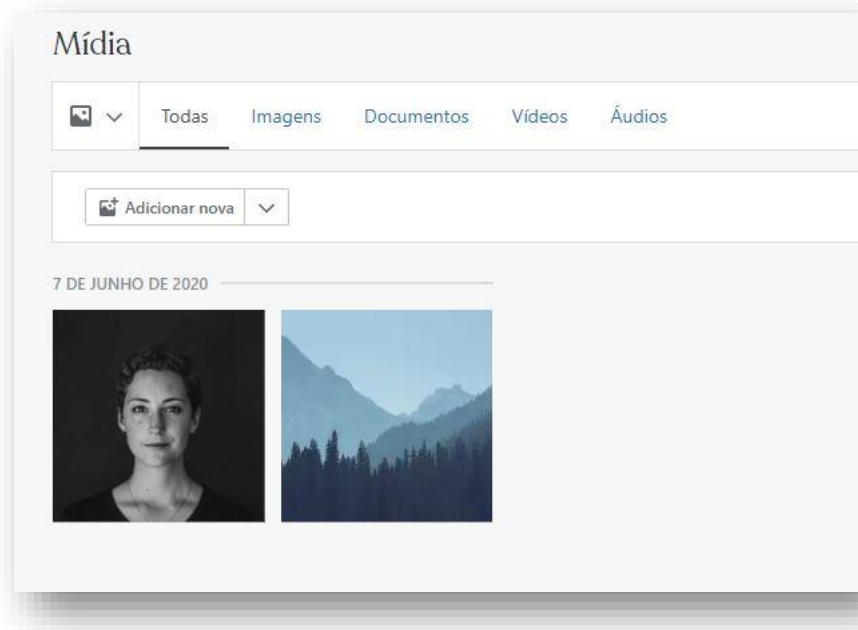 Mídia
Todas Imagens Documentos Vídeos Áudios
Adicionar nova
7 DE JUNHO DE 2020